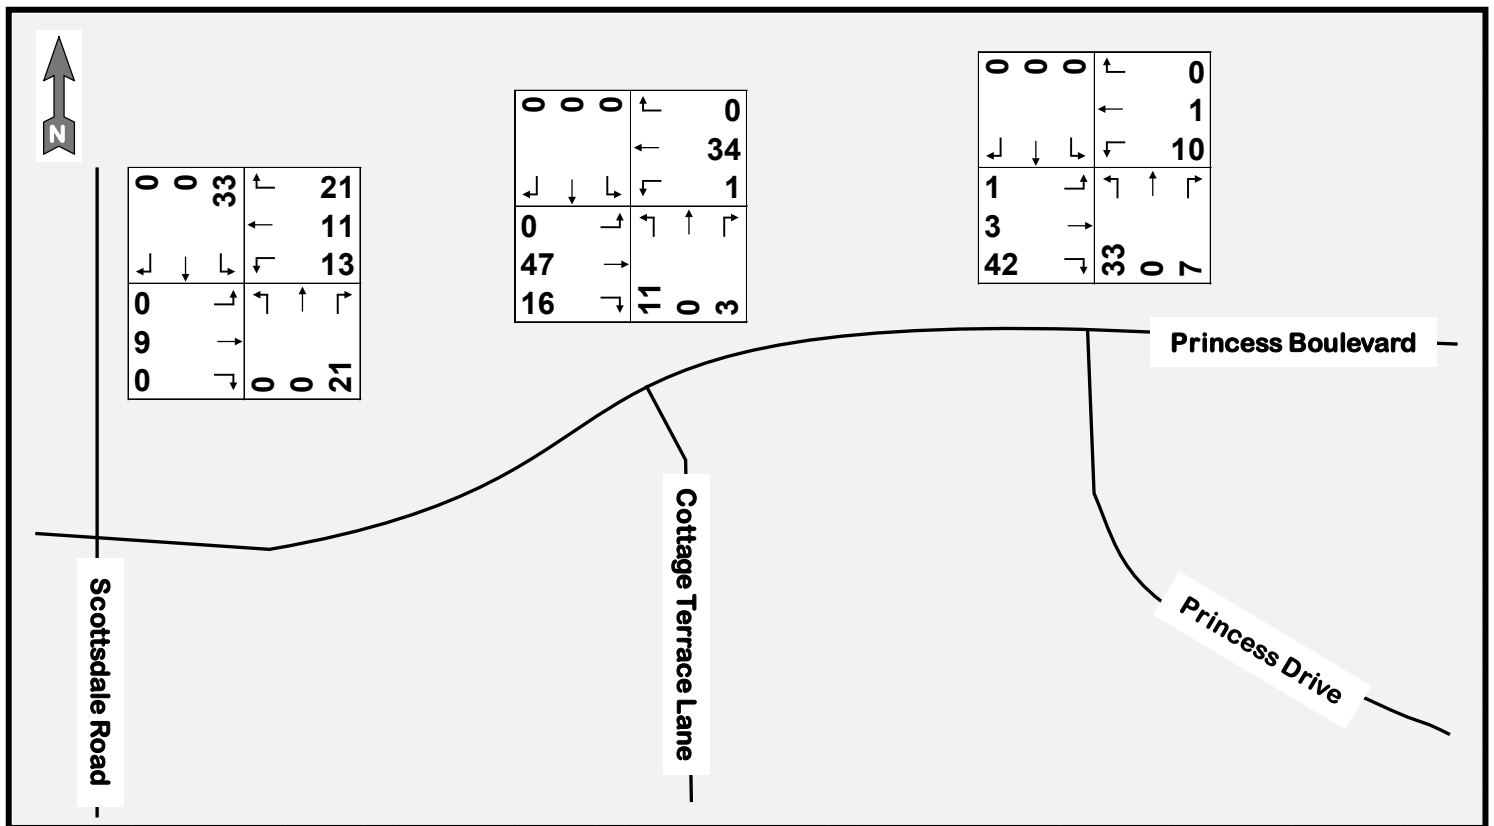 N
0 0 33
21
11
13
0
9
0
0 0 21
0 0 0
0
34
1
0
47
16
11 0 3
0 0 0
0
1
10
1
3
42
33 0 7
Princess Boulevard
Scottsdale Road
Cottage Terrace Lane
Princess Drive